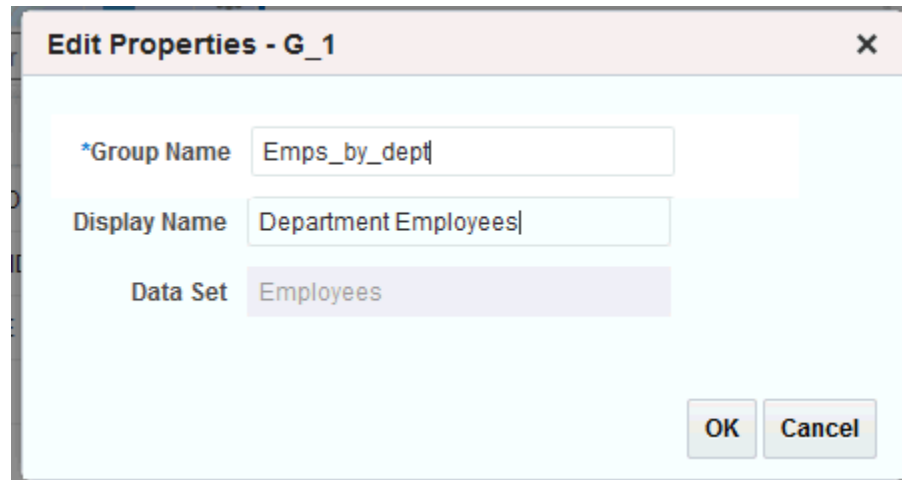 Edit Properties - G_1
*Group Name Emps_by_dept
Display Name Department Employees
Data Set Employees
OK Cancel